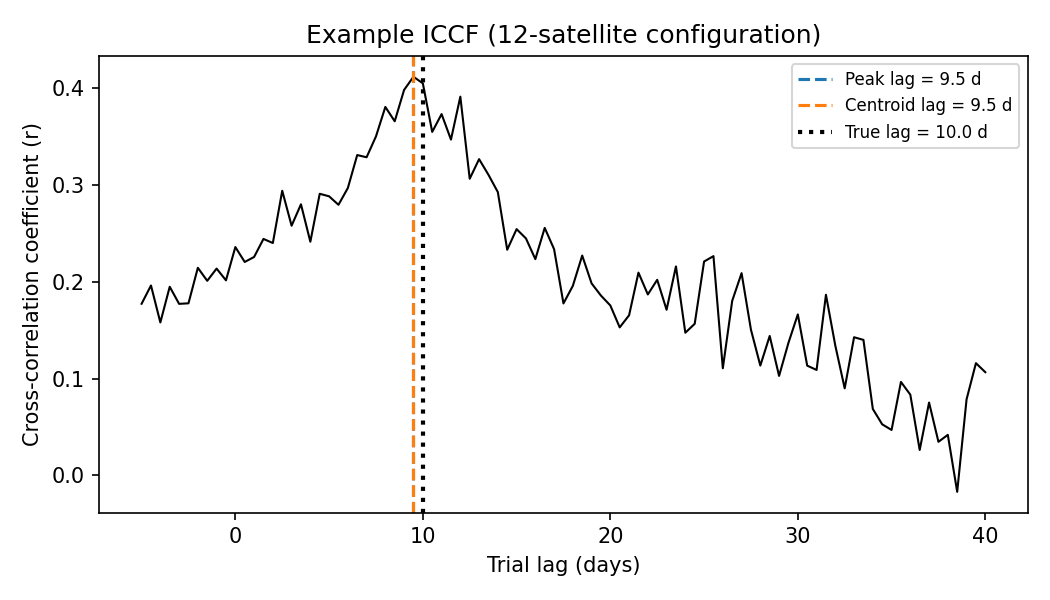 Example ICCF (12-satellite configuration)
Cross-correlation coefficient (r)
0.4
0.3
0.2
0.1
0.0
Peak lag = 9.5 d
Centroid lag = 9.5 d
True lag = 10.0 d
0 10 20 30 40
Trial lag (days)